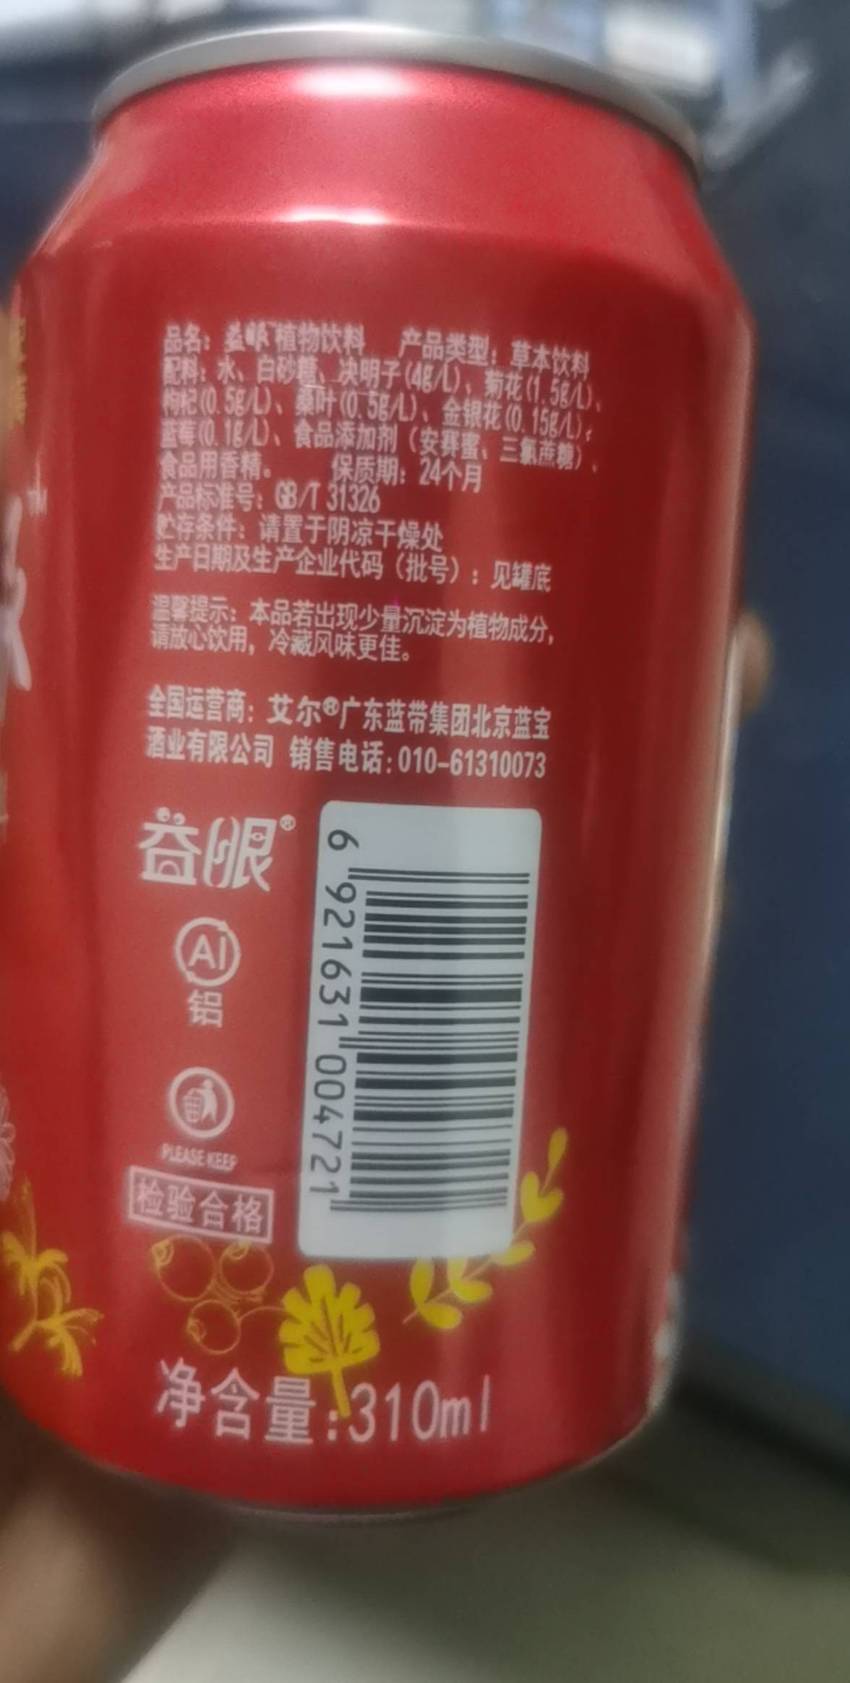 品名：益眼™植物饮料 产品类型：草本饮料
配料：水、白砂糖、决明子(4g/L)、菊花(1.5g/L)、
枸杞(0.5g/L)、桑叶(0.5g/L)、金银花(0.15g/L)、
蓝莓(0.1g/L)、食品添加剂（安赛蜜、三氯蔗糖）、
食品用香精。 保质期：24个月
产品标准号：GB/T 31326
贮存条件：请置于阴凉干燥处
生产日期及生产企业代码（批号）：见罐底
温馨提示：本品若出现少量沉淀为植物成分，
请放心饮用，冷藏风味更佳。
全国运营商：艾尔®广东蓝带集团北京蓝宝
酒业有限公司 销售电话:010-61310073
益眼®
6 921631 004721
Al
铝
PLEASE KEEP
检验合格
净含量:310ml